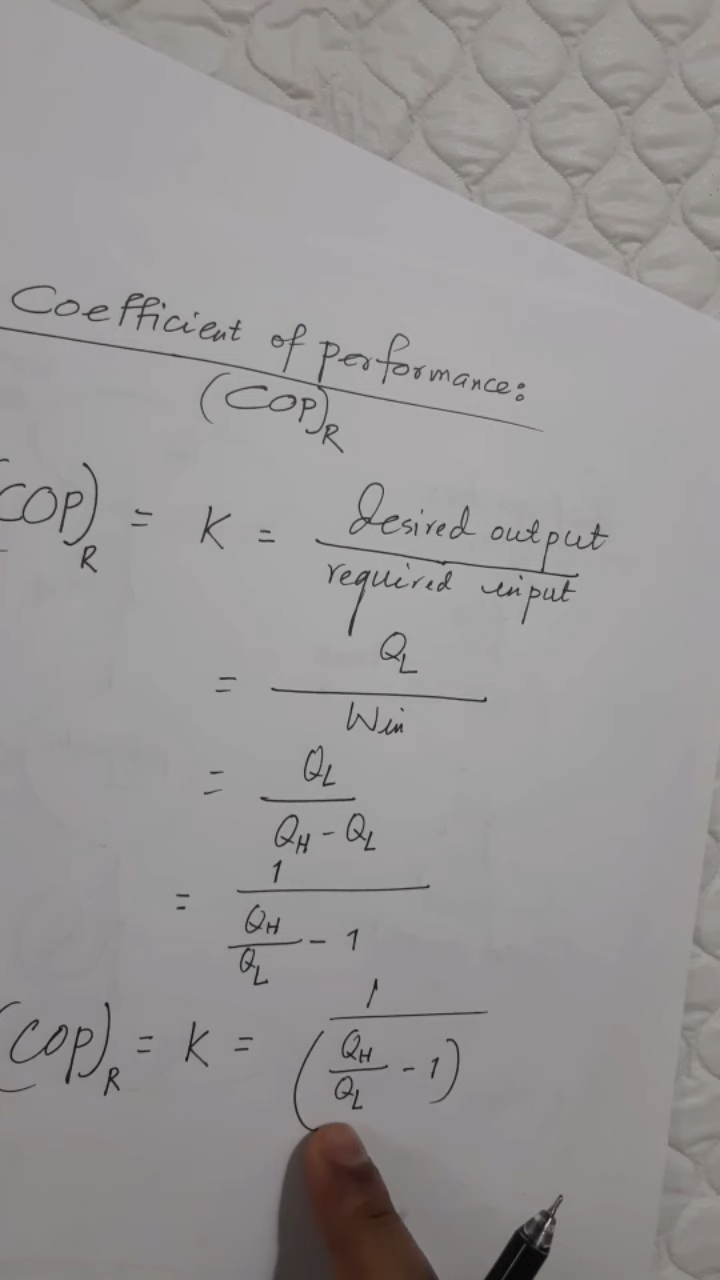 Coefficient of performance:
(COP)R
(COP)R = K = desired output / required input
= QL / Win
= QL / QH - QL
= 1 / QH/QL - 1
(COP)R = K = 1 / (QH/QL - 1)